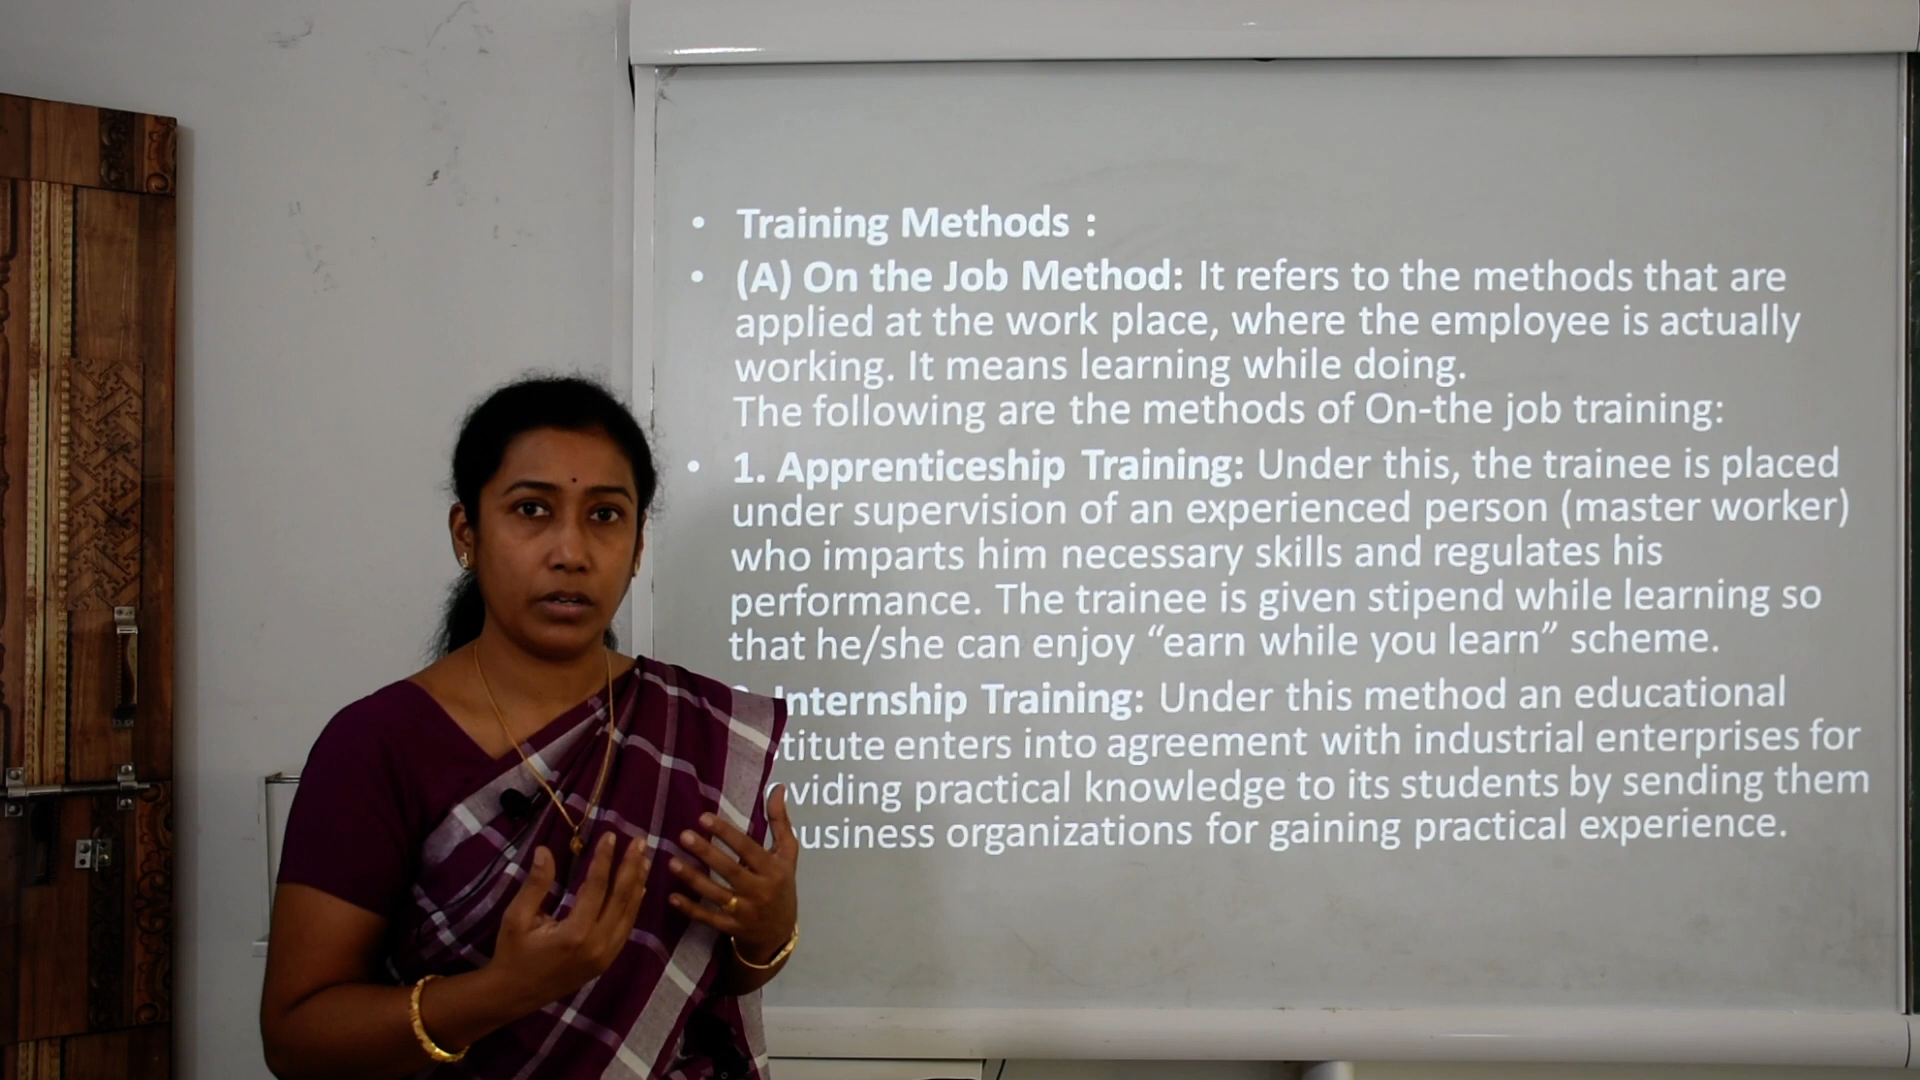 • Training Methods :
• (A) On the Job Method: It refers to the methods that are
applied at the work place, where the employee is actually
working. It means learning while doing.
The following are the methods of On-the job training:
• 1. Apprenticeship Training: Under this, the trainee is placed
under supervision of an experienced person (master worker)
who imparts him necessary skills and regulates his
performance. The trainee is given stipend while learning so
that he/she can enjoy “earn while you learn” scheme.
Internship Training: Under this method an educational
enters into agreement with industrial enterprises for
practical knowledge to its students by sending them
business organizations for gaining practical experience.